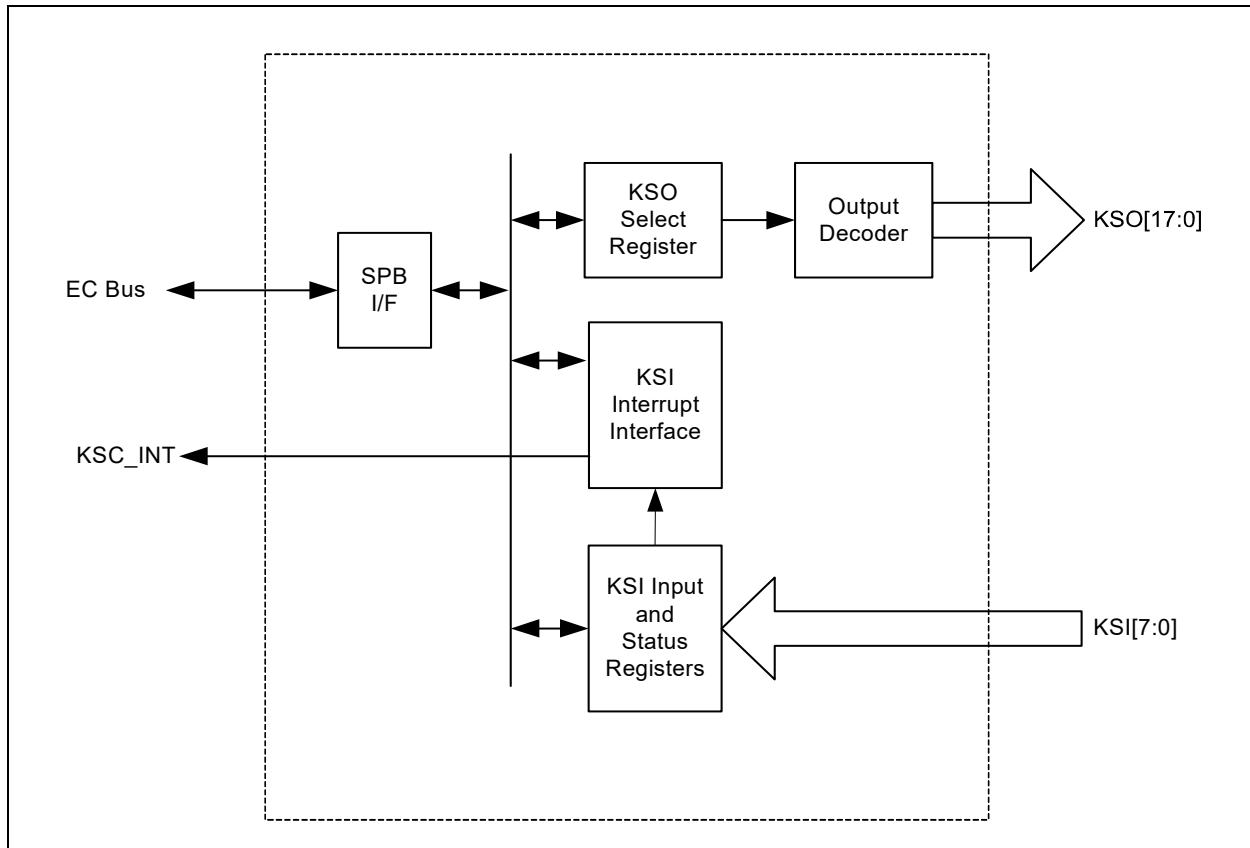 KSO
Select
Register
Output
Decoder
KSO[17:0]
EC Bus
SPB
I/F
KSI
Interrupt
Interface
KSC_INT
KSI Input
and
Status
Registers
KSI[7:0]